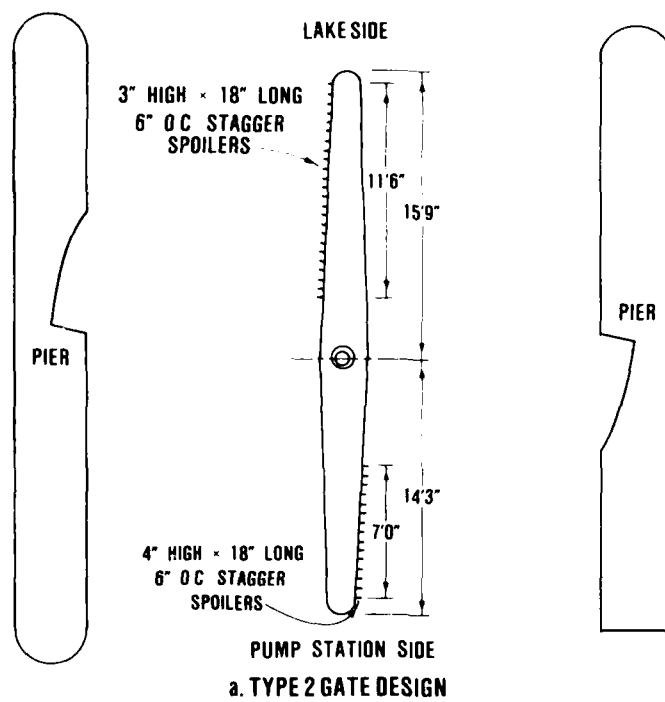 LAKE SIDE
3" HIGH × 18" LONG
6" O C STAGGER
SPOILERS
11'6"
15'9"
PIER
PIER
14'3"
7'0"
4" HIGH × 18" LONG
6" O C STAGGER
SPOILERS
PUMP STATION SIDE
a. TYPE 2 GATE DESIGN